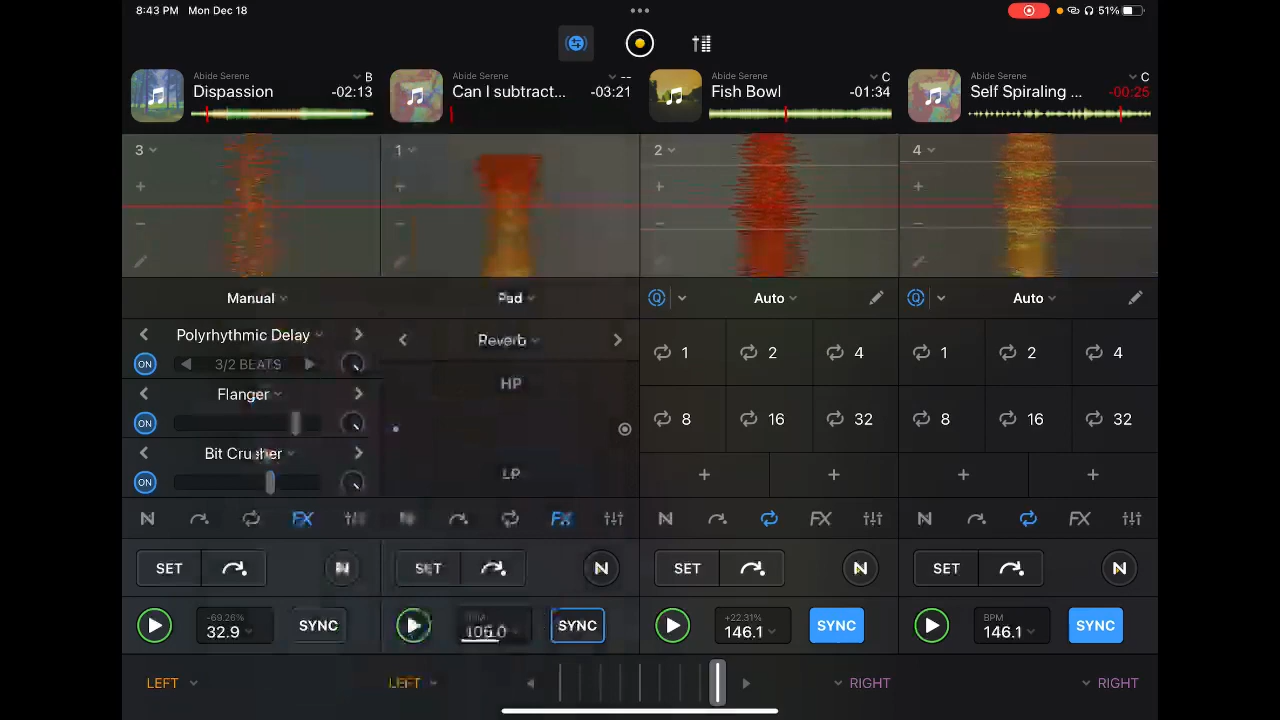 8:43 PM Mon Dec 18
51%
Abide Serene
Dispassion
B
-02:13
Abide Serene
Can I subtract...
--
-03:21
Abide Serene
Fish Bowl
C
-01:34
Abide Serene
Self Spiraling ...
C
-00:25
3
1
2
4
Manual
Pad
Q
Auto
Q
Auto
Polyrhythmic Delay
ON
3/2 BEATS
Flanger
ON
Bit Crusher
ON
Reverb
HP
LP
1
2
4
8
16
32
1
2
4
8
16
32
N
FX
FX
N
FX
N
FX
SET
N
SET
N
SET
N
SET
N
-69.26%
32.9
SYNC
SYNC
+22.31%
146.1
SYNC
BPM
146.1
SYNC
LEFT
LEFT
RIGHT
RIGHT